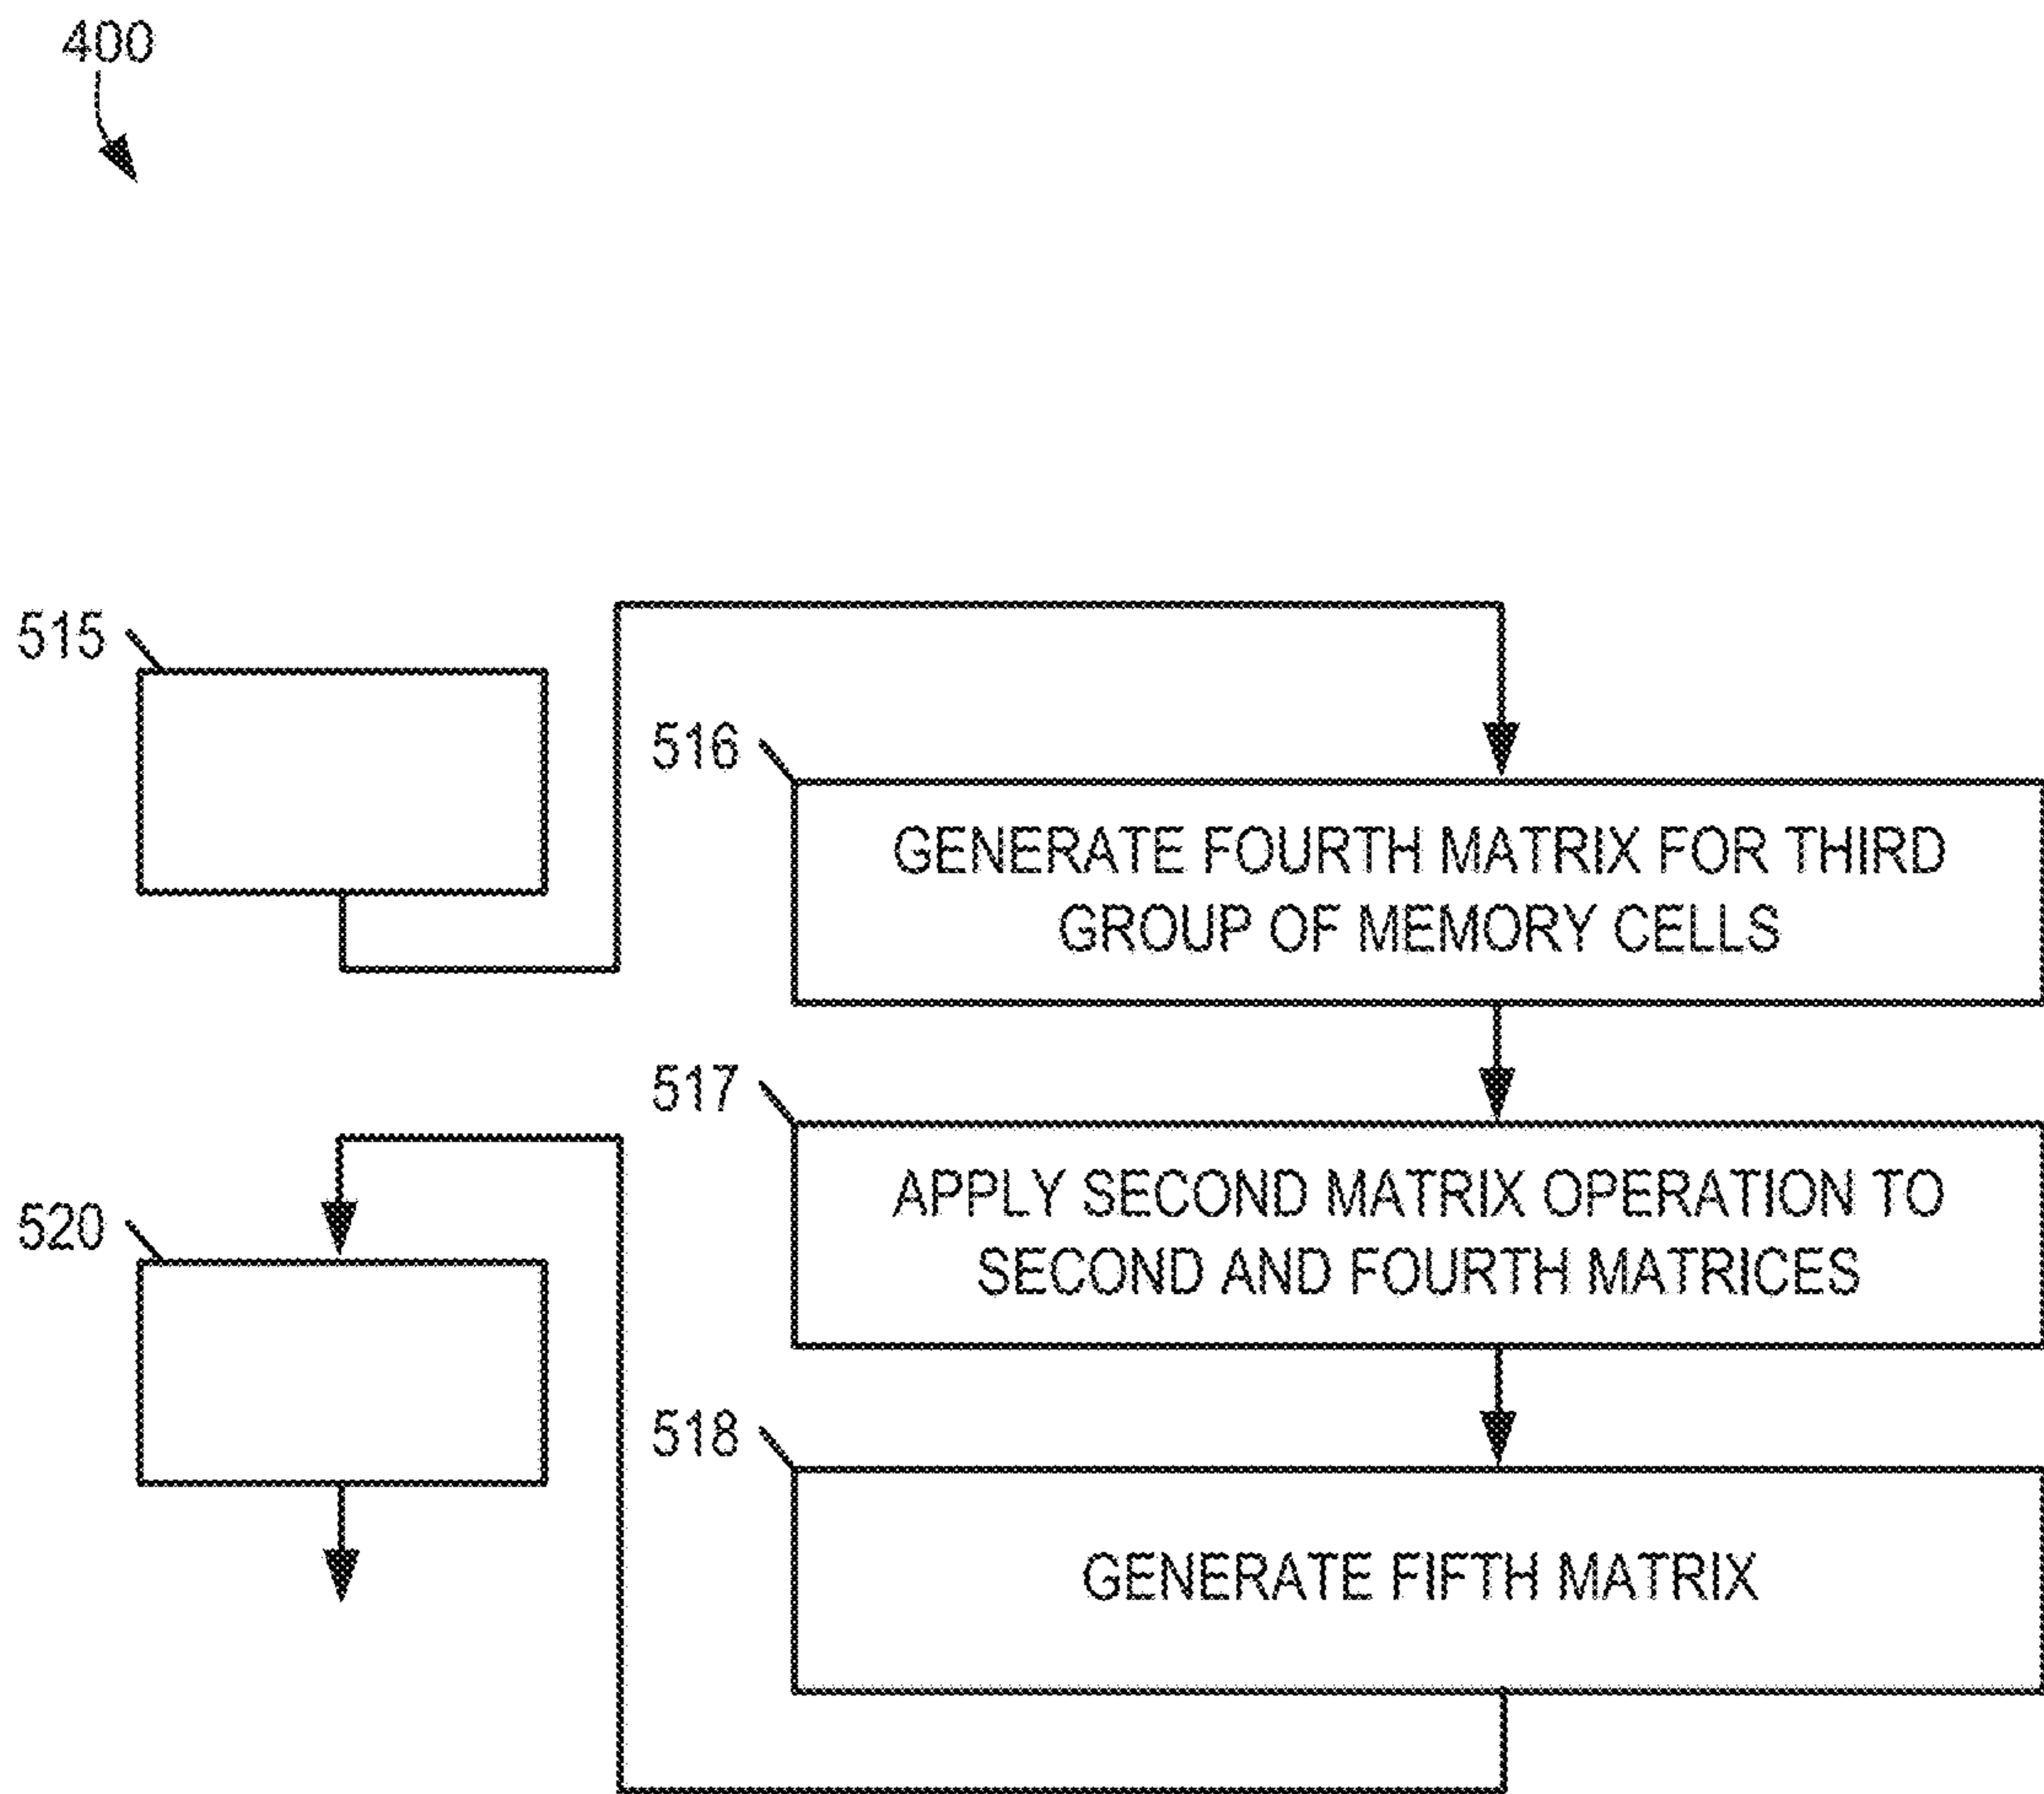 400
515
516
GENERATE FOURTH MATRIX FOR THIRD
GROUP OF MEMORY CELLS
517
APPLY SECOND MATRIX OPERATION TO
SECOND AND FOURTH MATRICES
520
518
GENERATE FIFTH MATRIX